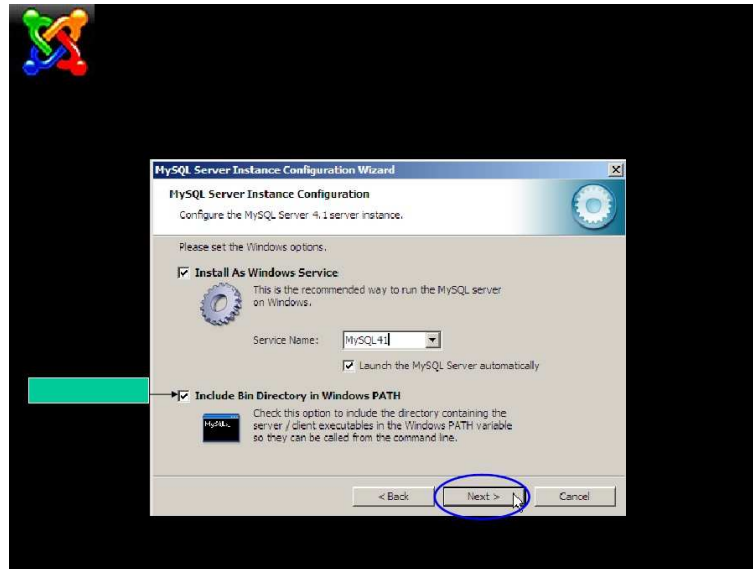 MySQL Server Instance Configuration Wizard
MySQL Server Instance Configuration
Configure the MySQL Server 4.1 server instance.
Please set the Windows options.
Install As Windows Service
This is the recommended way to run the MySQL server
on Windows.
Service Name: MySQL41
Launch the MySQL Server automatically
Include Bin Directory in Windows PATH
Check this option to include the directory containing the
server / client executables in the Windows PATH variable
so they can be called from the command line.
< Back Next > Cancel